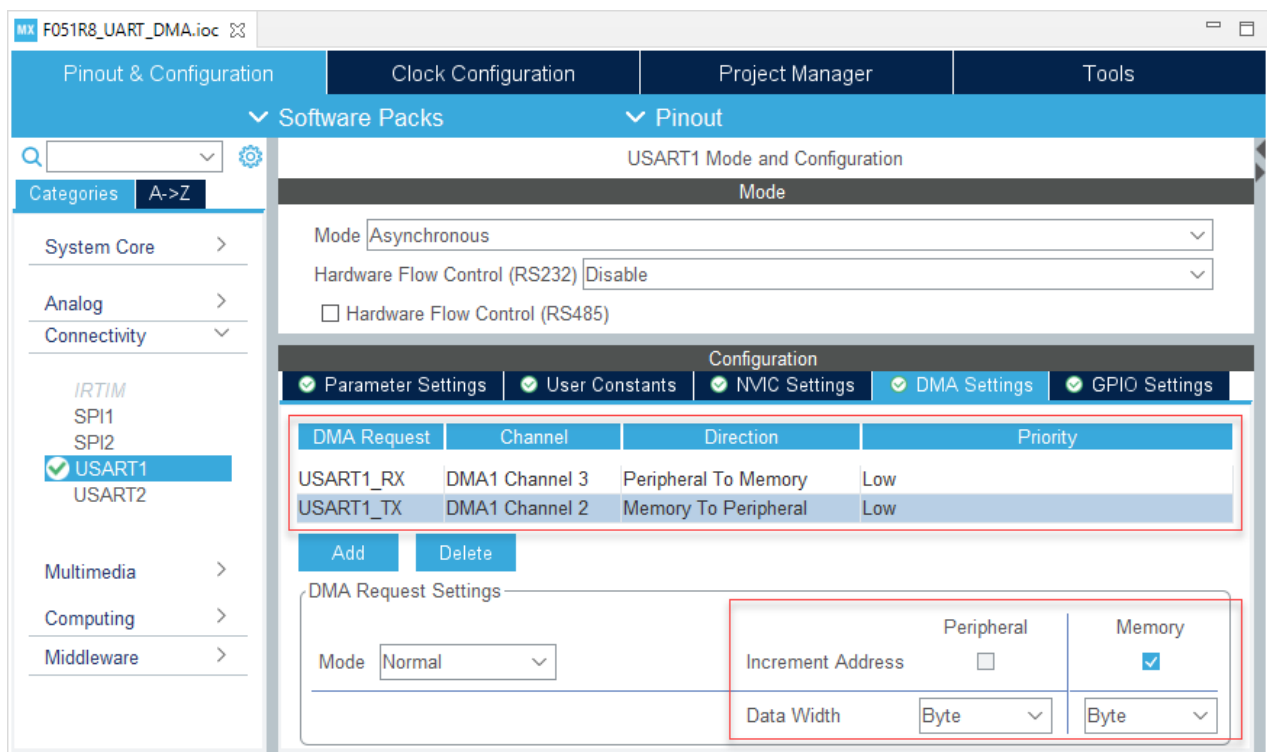 MX F051R8_UART_DMA.ioc
Pinout & Configuration Clock Configuration Project Manager Tools
Software Packs Pinout
USART1 Mode and Configuration
Categories A->Z
System Core
Analog
Connectivity
IRTIM
SPI1
SPI2
USART1
USART2
Multimedia
Computing
Middleware
Mode
Mode Asynchronous
Hardware Flow Control (RS232) Disable
Hardware Flow Control (RS485)
Configuration
Parameter Settings User Constants NVIC Settings DMA Settings GPIO Settings
DMA Request Channel Direction Priority
USART1_RX DMA1 Channel 3 Peripheral To Memory Low
USART1_TX DMA1 Channel 2 Memory To Peripheral Low
Add Delete
DMA Request Settings
Peripheral Memory
Mode Normal Increment Address
Data Width Byte Byte